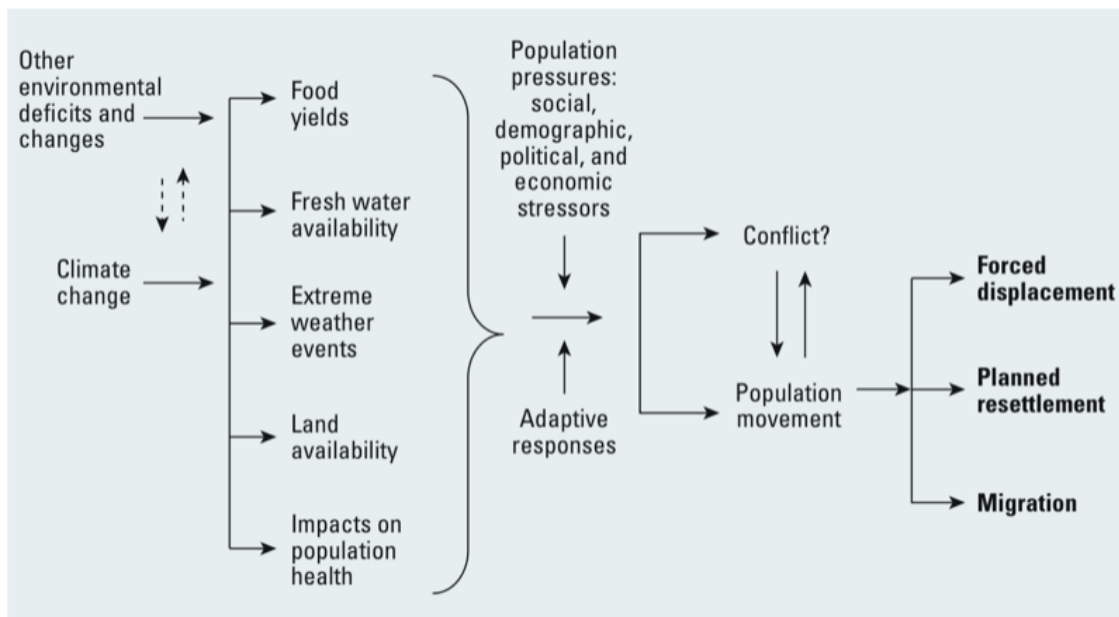 Other
environmental
deficits and
changes
Climate
change
Food
yields
Fresh water
availability
Extreme
weather
events
Land
availability
Impacts on
population
health
Population
pressures:
social,
demographic,
political, and
economic
stressors
Adaptive
responses
Conflict?
Population
movement
Forced
displacement
Planned
resettlement
Migration